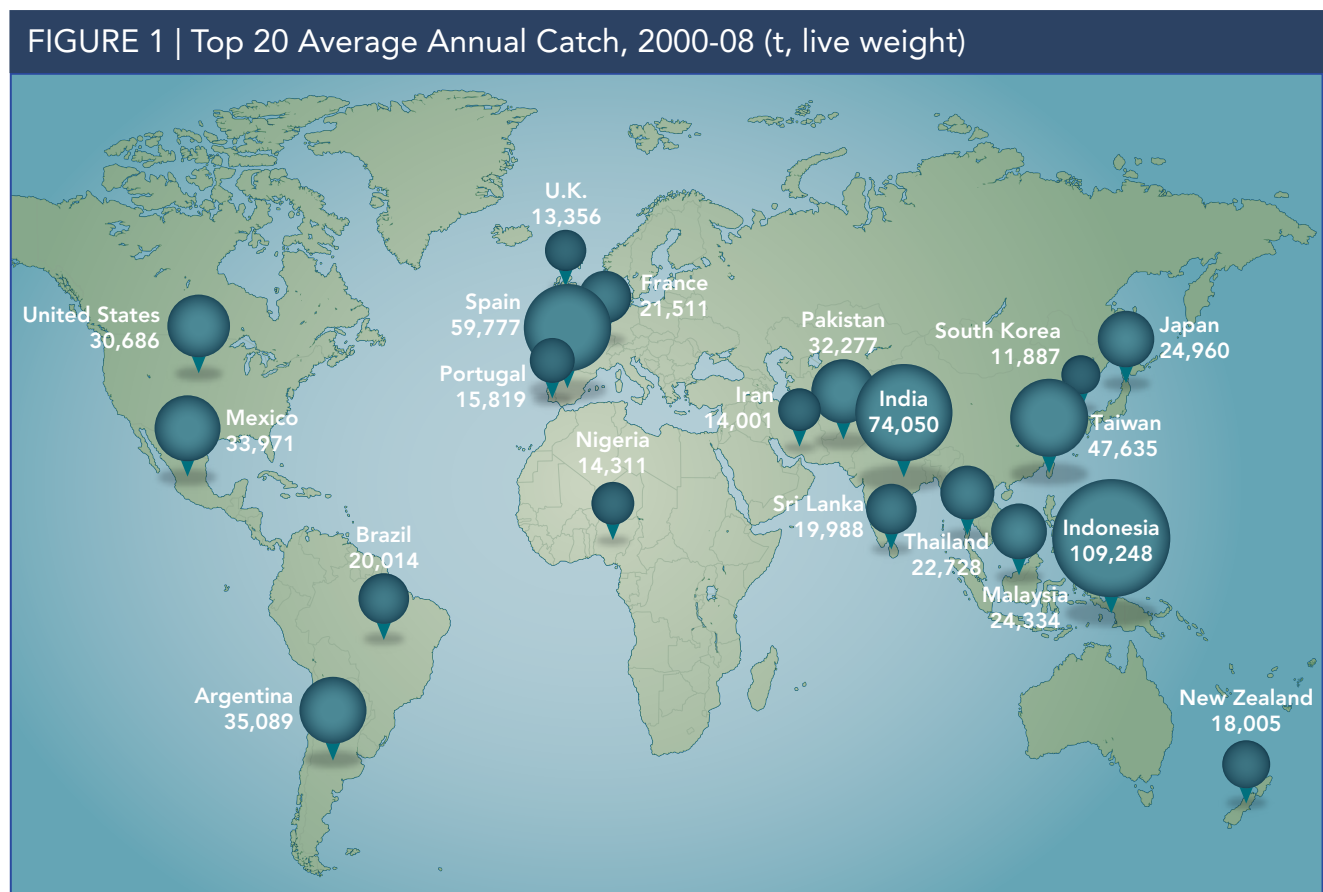 FIGURE 1 | Top 20 Average Annual Catch, 2000-08 (t, live weight)
U.K.
13,356
France
21,511
Spain
59,777
Portugal
15,819
United States
30,686
Mexico
33,971
Pakistan
32,277
South Korea
11,887
Japan
24,960
Iran
14,001
India
74,050
Taiwan
47,635
Nigeria
14,311
Sri Lanka
19,988
Thailand
22,728
Indonesia
109,248
Malaysia
24,334
Brazil
20,014
Argentina
35,089
New Zealand
18,005